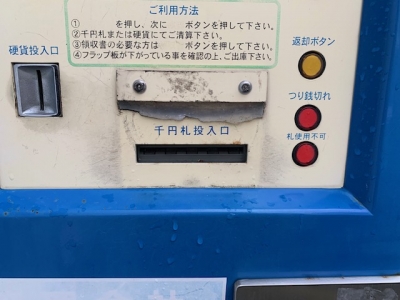 ご利用方法
① を押し、次に ボタンを押して下さい。
②千円札または硬貨にてご清算下さい。
③領収書の必要な方は ボタンを押して下さい。
④フラップ板が下がっている事を確認の上、ご出庫下さい。
硬貨投入口
返却ボタン
つり銭切れ
千円札投入口
札使用不可